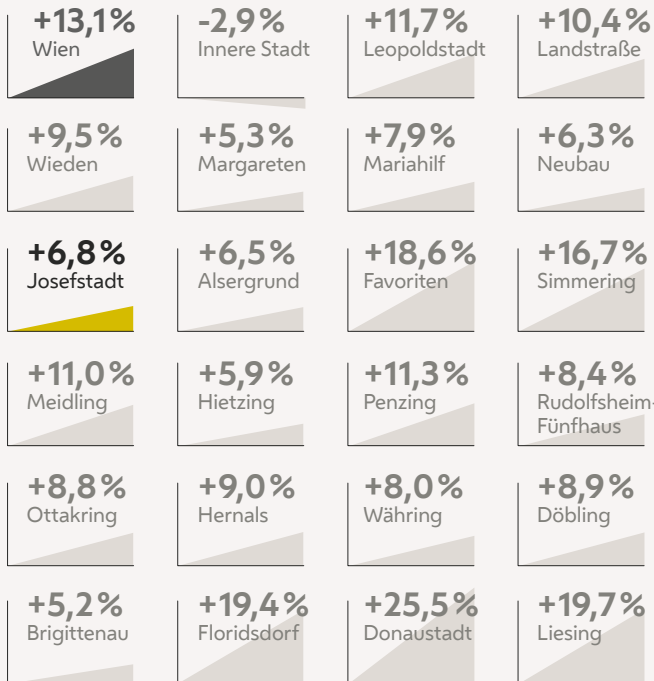 +13,1%
Wien
-2,9%
Innere Stadt
+11,7%
Leopoldstadt
+10,4%
Landstraße
+9,5%
Wieden
+5,3%
Margareten
+7,9%
Mariahilf
+6,3%
Neubau
+6,8%
Josefstadt
+6,5%
Alsergrund
+18,6%
Favoriten
+16,7%
Simmering
+11,0%
Meidling
+5,9%
Hietzing
+11,3%
Penzing
+8,4%
Rudolfsheim-
Fünfhaus
+8,8%
Ottakring
+9,0%
Hernals
+8,0%
Währing
+8,9%
Döbling
+5,2%
Brigittenau
+19,4%
Floridsdorf
+25,5%
Donaustadt
+19,7%
Liesing